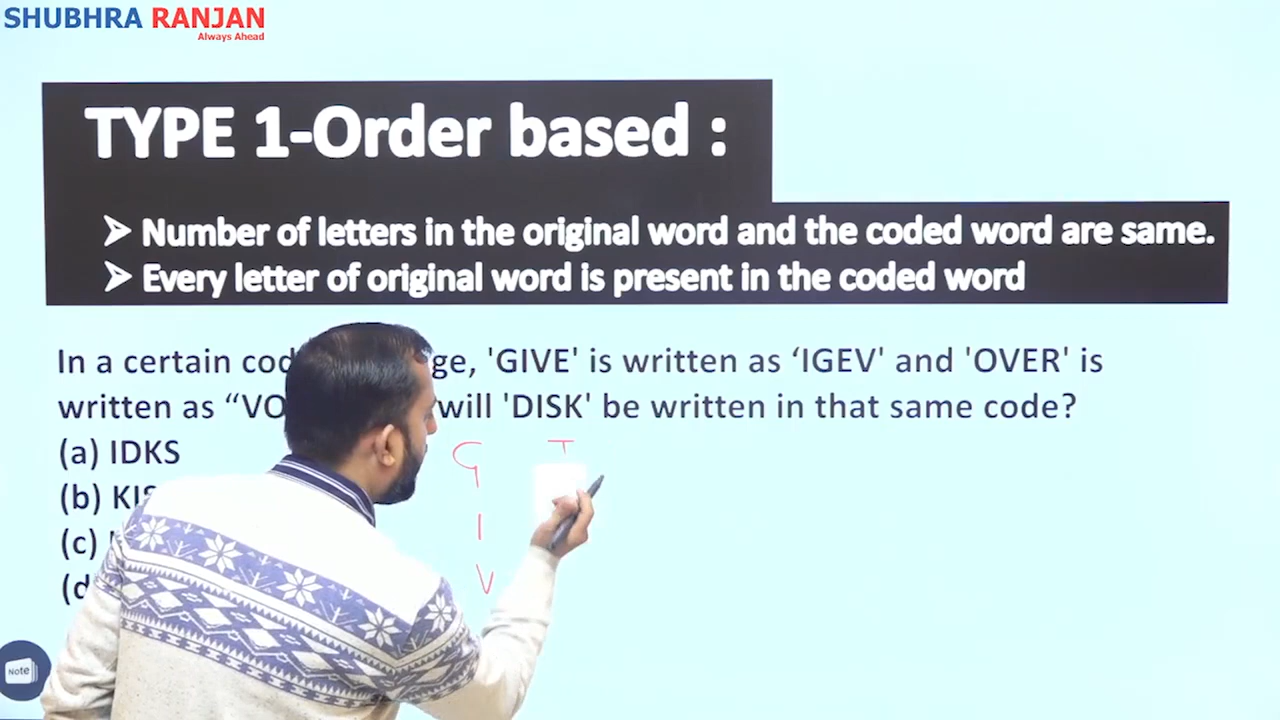 SHUBHRA RANJAN
Always Ahead
TYPE 1-Order based :
➤ Number of letters in the original word and the coded word are same.
➤ Every letter of original word is present in the coded word
In a certain ge, 'GIVE' is written as ‘IGEV' and 'OVER' is
written as “VO will 'DISK' be written in that same code?
(a) IDKS
(b)
(c)
G I
I
V
Note